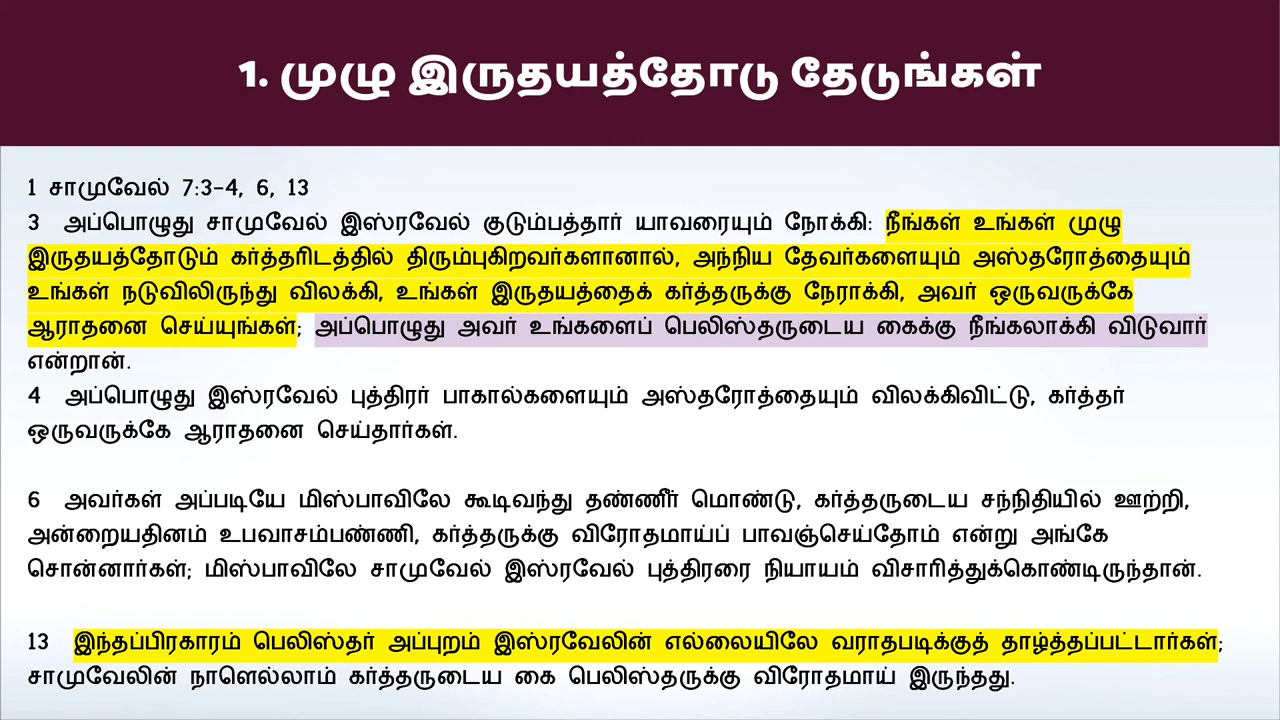 1. முழு இருதயத்தோடு தேடுங்கள்
1 சாமுவேல் 7:3-4, 6, 13
3 அப்பொழுது சாமுவேல் இஸ்ரவேல் குடும்பத்தார் யாவரையும் நோக்கி: நீங்கள் உங்கள் முழு
இருதயத்தோடும் கர்த்தரிடத்தில் திரும்புகிறவர்களானால், அந்நிய தேவர்களையும் அஸ்தரோத்தையும்
உங்கள் நடுவிலிருந்து விலக்கி, உங்கள் இருதயத்தைக் கர்த்தருக்கு நேராக்கி, அவர் ஒருவருக்கே
ஆராதனை செய்யுங்கள்; அப்பொழுது அவர் உங்களைப் பெலிஸ்தருடைய கைக்கு நீங்கலாக்கி விடுவார்
என்றான்.
4 அப்பொழுது இஸ்ரவேல் புத்திரர் பாகால்களையும் அஸ்தரோத்தையும் விலக்கிவிட்டு, கர்த்தர்
ஒருவருக்கே ஆராதனை செய்தார்கள்.
6 அவர்கள் அப்படியே மிஸ்பாவிலே கூடிவந்து தண்ணீர் மொண்டு, கர்த்தருடைய சந்நிதியில் ஊற்றி,
அன்றையதினம் உபவாசம்பண்ணி, கர்த்தருக்கு விரோதமாய்ப் பாவஞ்செய்தோம் என்று அங்கே
சொன்னார்கள்; மிஸ்பாவிலே சாமுவேல் இஸ்ரவேல் புத்திரரை நியாயம் விசாரித்துக்கொண்டிருந்தான்.
13 இந்தப்பிரகாரம் பெலிஸ்தர் அப்புறம் இஸ்ரவேலின் எல்லையிலே வராதபடிக்குத் தாழ்த்தப்பட்டார்கள்;
சாமுவேலின் நாளெல்லாம் கர்த்தருடைய கை பெலிஸ்தருக்கு விரோதமாய் இருந்தது.